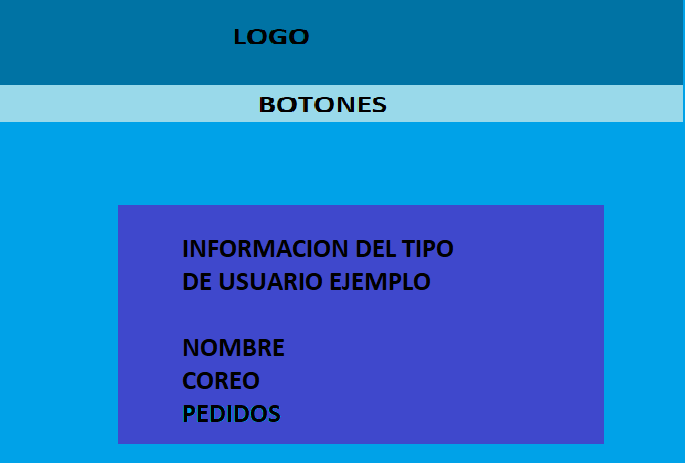 LOGO
BOTONES
INFORMACION DEL TIPO
DE USUARIO EJEMPLO
NOMBRE
COREO
PEDIDOS